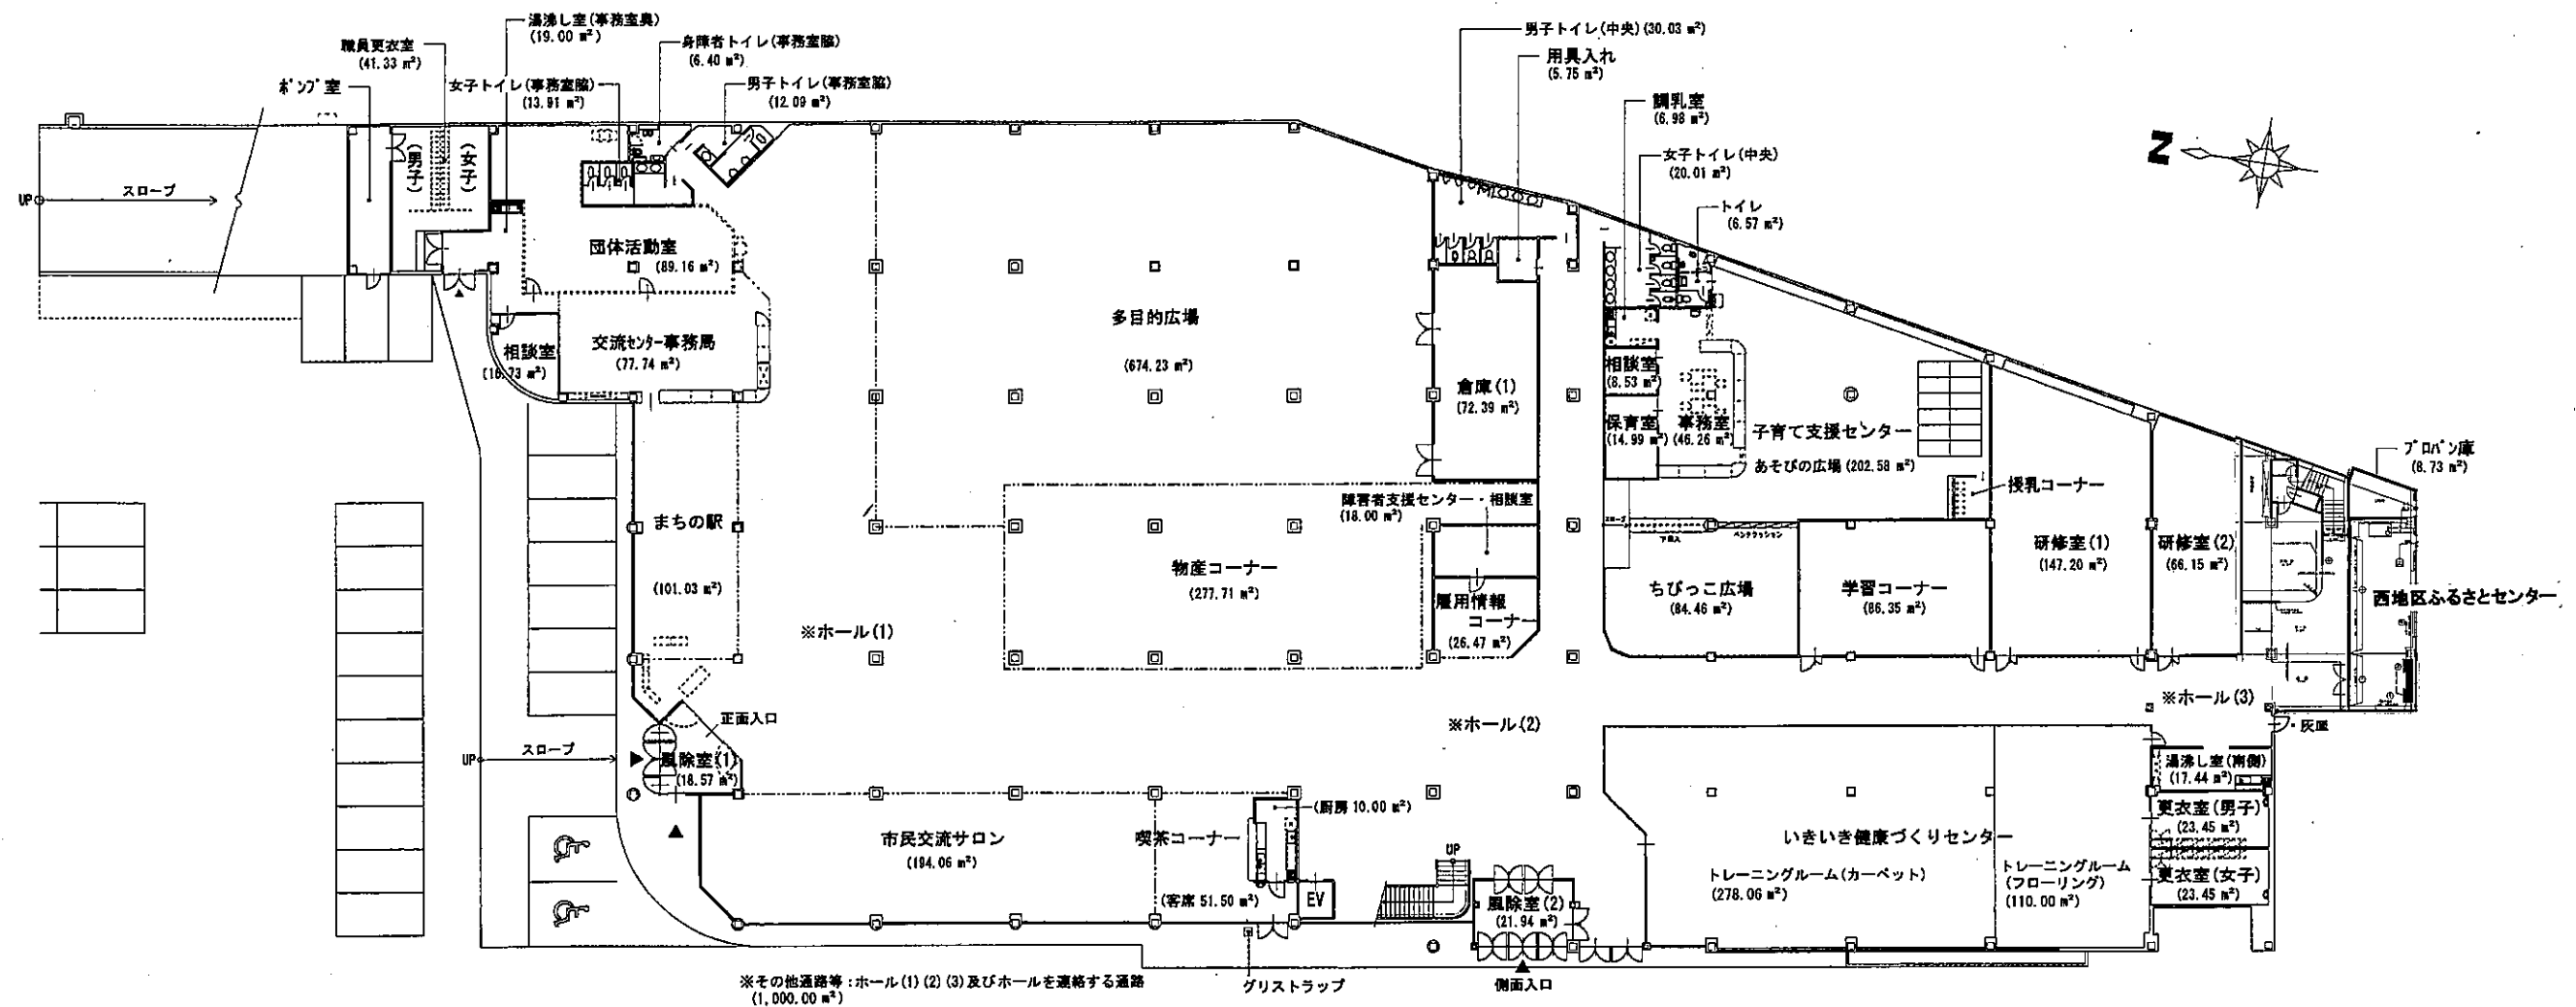 湯沸し室(事務室奥)
(19.00 ㎡)
職員更衣室
(41.33 ㎡)
ポンプ室
身障者トイレ(事務室脇)
(6.40 ㎡)
女子トイレ(事務室脇)
(13.91 ㎡)
男子トイレ(事務室脇)
(12.09 ㎡)
男子トイレ(中央)(30.03 ㎡)
用具入れ
(5.75 ㎡)
調乳室
(6.98 ㎡)
女子トイレ(中央)
(20.01 ㎡)
トイレ
(6.57 ㎡)
N
UP
スロープ
(男子)
(女子)
団体活動室
(89.16 ㎡)
相談室
(16.73 ㎡)
交流センター事務局
(77.74 ㎡)
多目的広場
(674.23 ㎡)
倉庫(1)
(72.39 ㎡)
相談室
(8.53 ㎡)
保育室
(14.99 ㎡)
事務室
(46.26 ㎡)
子育て支援センター
あそびの広場(202.58 ㎡)
授乳コーナー
プロパン庫
(8.73 ㎡)
まちの駅
(101.03 ㎡)
※ホール(1)
物産コーナー
(277.71 ㎡)
障害者支援センター・相談室
(18.00 ㎡)
雇用情報
コーナー
(26.47 ㎡)
スロープ
下足入
ベンチクッション
ちびっこ広場
(84.46 ㎡)
学習コーナー
(86.35 ㎡)
研修室(1)
(147.20 ㎡)
研修室(2)
(66.15 ㎡)
西地区ふるさとセンター
※ホール(2)
※ホール(3)
灰皿
正面入口
UP
スロープ
風除室(1)
(18.57 ㎡)
市民交流サロン
(194.06 ㎡)
喫茶コーナー
(厨房 10.00 ㎡)
(客席 51.50 ㎡)
EV
UP
風除室(2)
(21.94 ㎡)
いきいき健康づくりセンター
トレーニングルーム(カーペット)
(278.06 ㎡)
トレーニングルーム
(フローリング)
(110.00 ㎡)
湯沸し室(南側)
(17.44 ㎡)
更衣室(男子)
(23.45 ㎡)
更衣室(女子)
(23.45 ㎡)
※その他通路等:ホール(1)(2)(3)及びホールを連絡する通路
(1,000.00 ㎡)
グリストラップ
側面入口